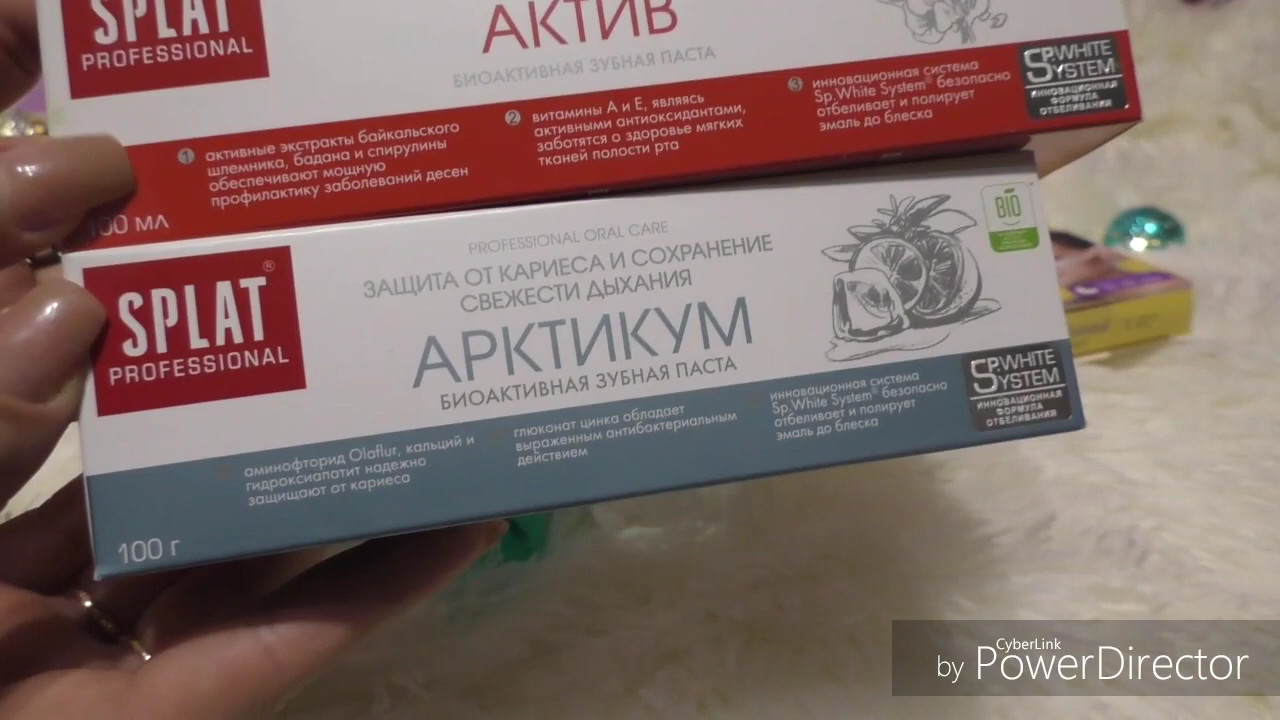 SPLAT
PROFESSIONAL
АКТИВ
БИОАКТИВНАЯ ЗУБНАЯ ПАСТА
1 активные экстракты байкальского
шлемника, бадана и спирулины
обеспечивают мощную
профилактику заболеваний десен
2 витамины А и Е, являясь
активными антиоксидантами,
заботятся о здоровье мягких
тканей полости рта
3 инновационная система
Sp.White System® безопасно
отбеливает и полирует
эмаль до блеска
SP.WHITE
SYSTEM
ИННОВАЦИОННАЯ
ФОРМУЛА
ОТБЕЛИВАНИЯ
100 мл
SPLAT®
PROFESSIONAL
PROFESSIONAL ORAL CARE
ЗАЩИТА ОТ КАРИЕСА И СОХРАНЕНИЕ
СВЕЖЕСТИ ДЫХАНИЯ
АРКТИКУМ
БИОАКТИВНАЯ ЗУБНАЯ ПАСТА
BIO
аминофторид Olaflur, кальций и
гидроксиапатит надежно
защищают от кариеса
глюконат цинка обладает
выраженным антибактериальным
действием
инновационная система
Sp.White System® безопасно
отбеливает и полирует
эмаль до блеска
SP.WHITE
SYSTEM
ИННОВАЦИОННАЯ
ФОРМУЛА
ОТБЕЛИВАНИЯ
100 г
CyberLink
by PowerDirector